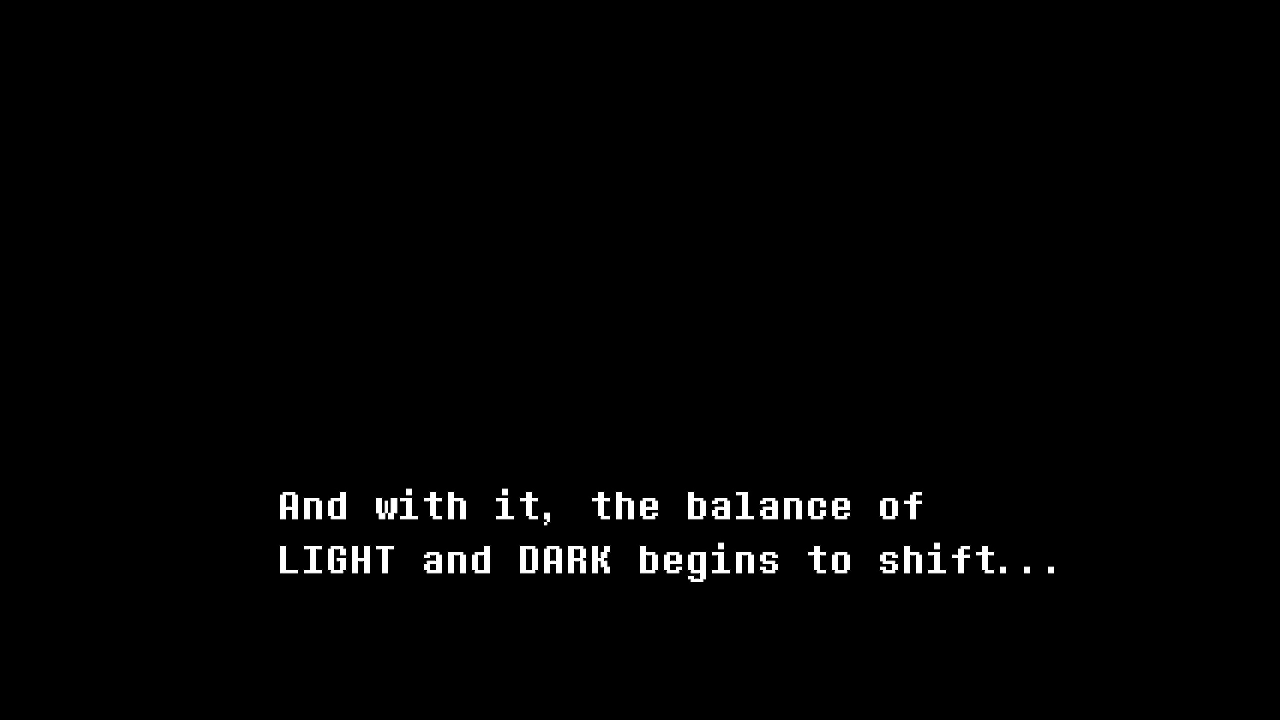 And with it, the balance of
LIGHT and DARK begins to shift...